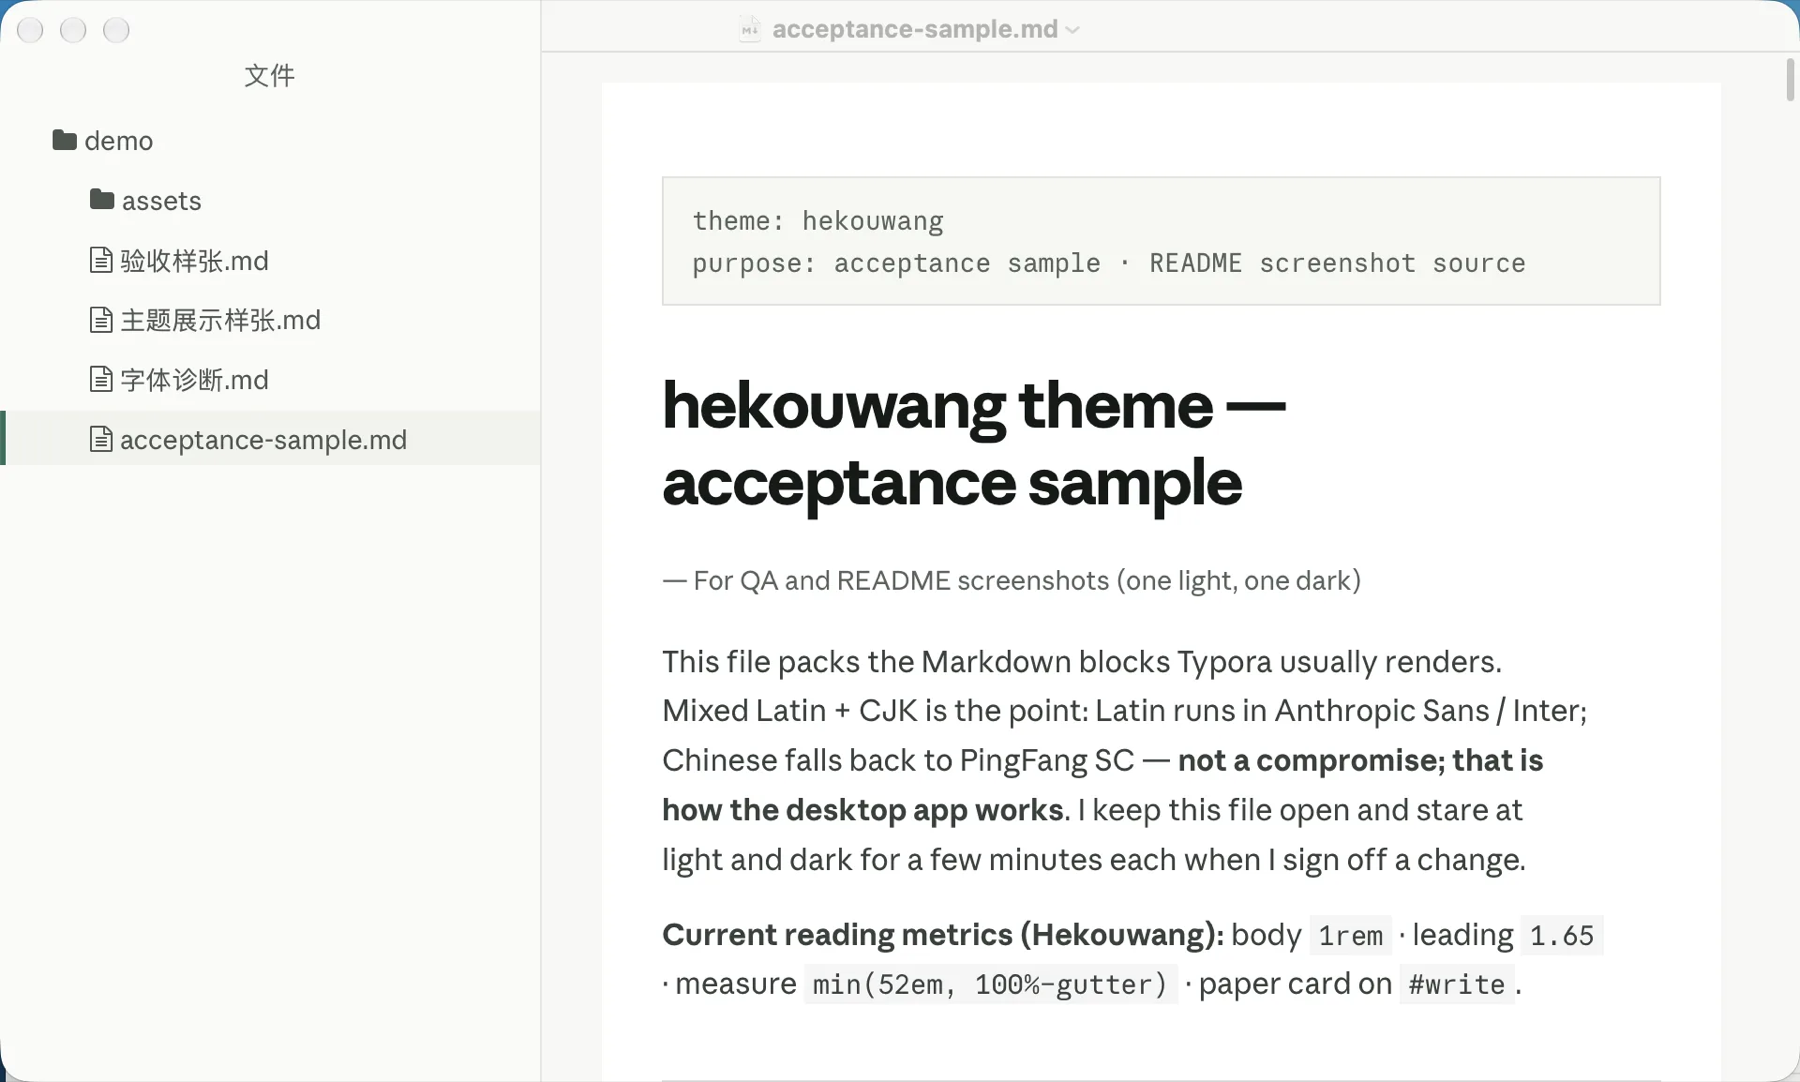 acceptance-sample.md
文件
demo
assets
验收样张.md
主题展示样张.md
字体诊断.md
acceptance-sample.md
theme: hekouwang
purpose: acceptance sample · README screenshot source
hekouwang theme —
acceptance sample
— For QA and README screenshots (one light, one dark)
This file packs the Markdown blocks Typora usually renders.
Mixed Latin + CJK is the point: Latin runs in Anthropic Sans / Inter;
Chinese falls back to PingFang SC — not a compromise; that is
how the desktop app works. I keep this file open and stare at
light and dark for a few minutes each when I sign off a change.
Current reading metrics (Hekouwang): body 1rem · leading 1.65
· measure min(52em, 100%-gutter) · paper card on #write.